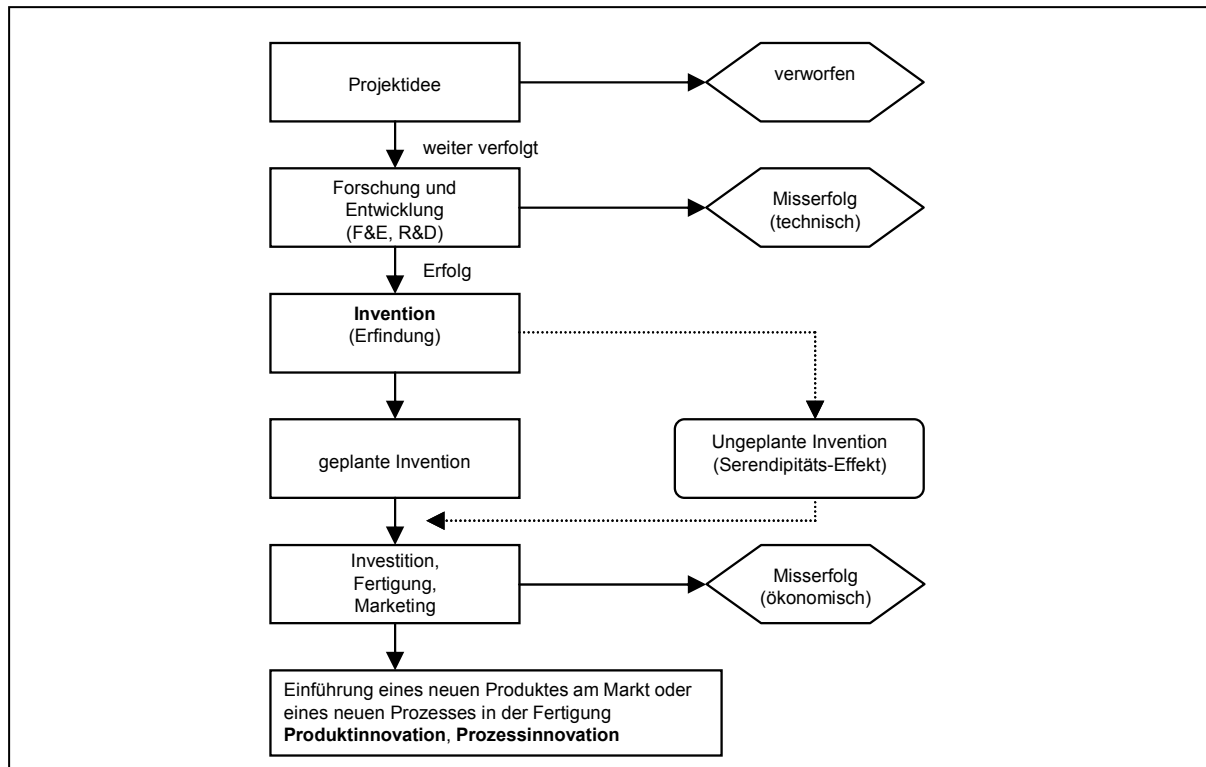 Projektidee
verworfen
weiter verfolgt
Forschung und
Entwicklung
(F&E, R&D)
Misserfolg
(technisch)
Erfolg
Invention
(Erfindung)
geplante Invention
Ungeplante Invention
(Serendipitäts-Effekt)
Investition,
Fertigung,
Marketing
Misserfolg
(ökonomisch)
Einführung eines neuen Produktes am Markt oder
eines neuen Prozesses in der Fertigung
Produktinnovation, Prozessinnovation